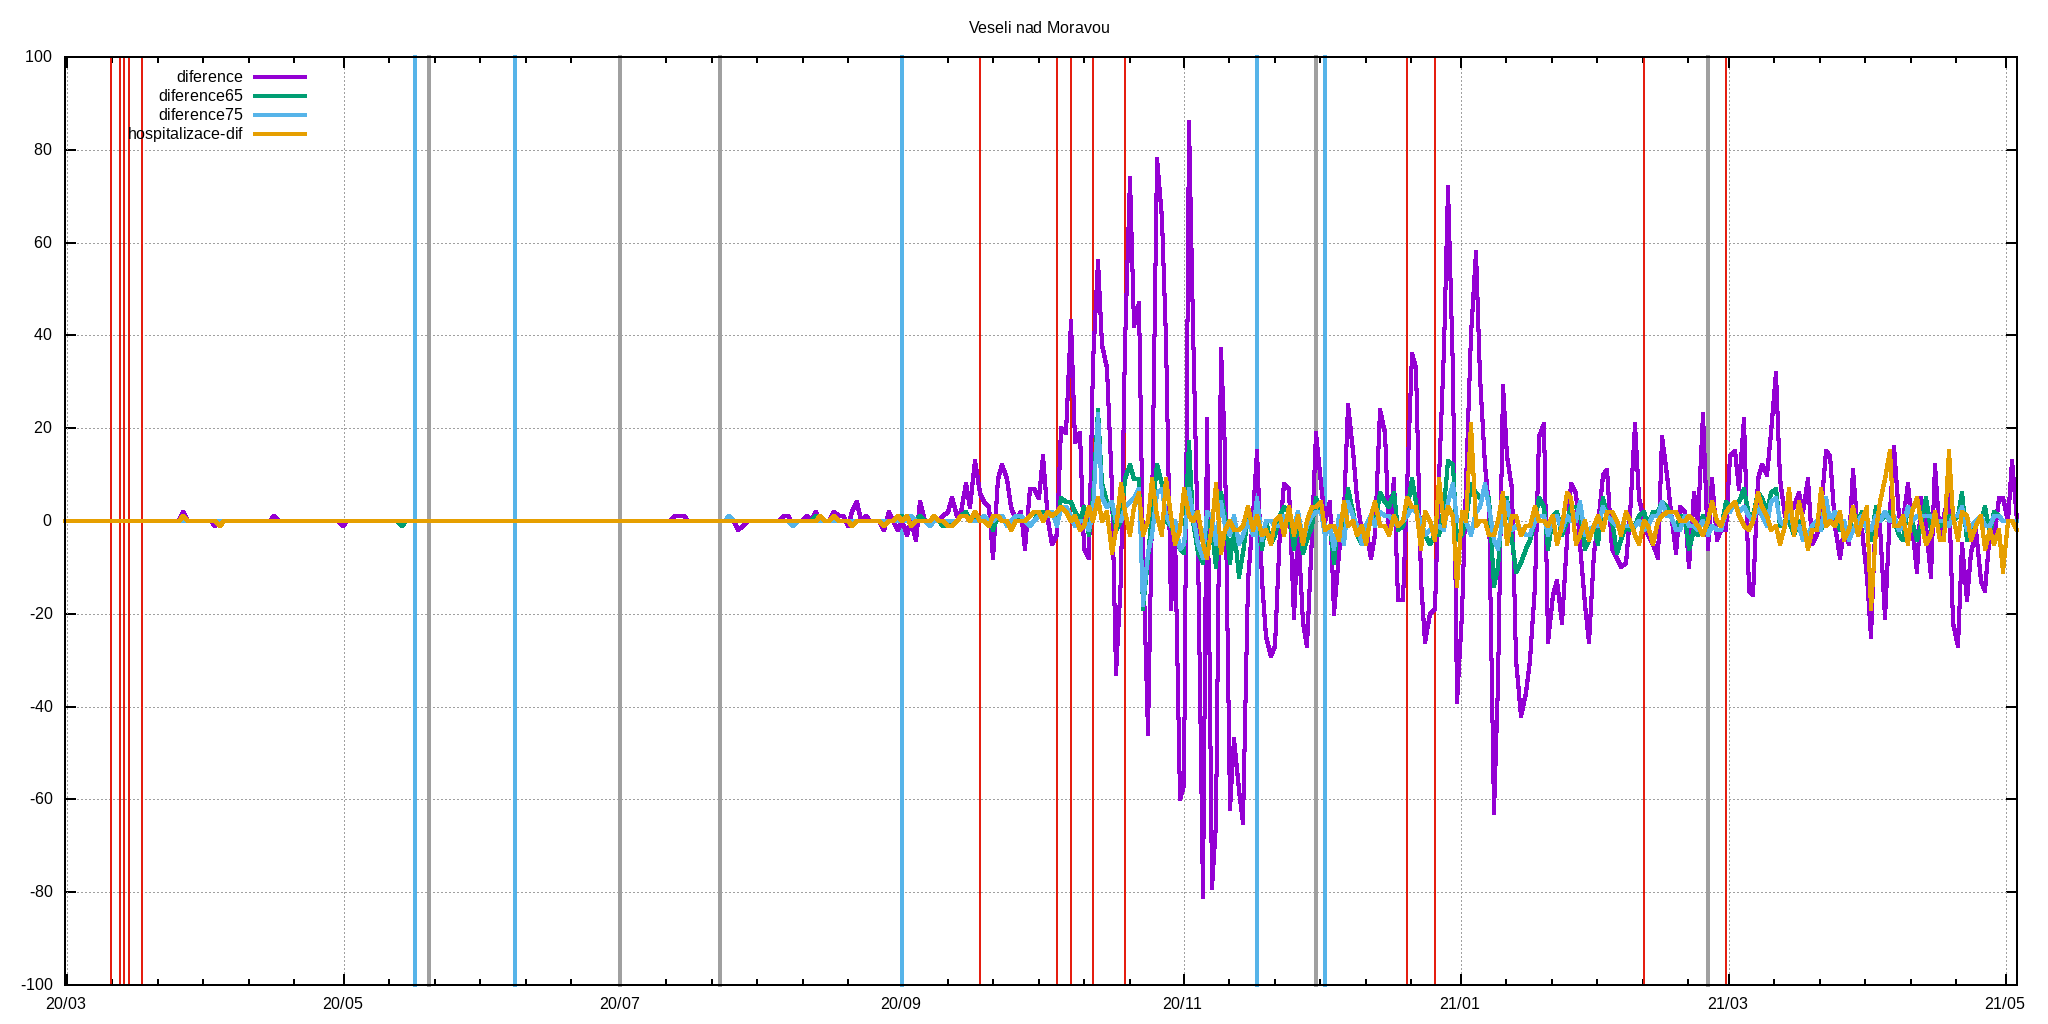 Veseli nad Moravou
diference
diference65
diference75
hospitalizace-dif
100
80
60
40
20
0
-20
-40
-60
-80
-100
20/03 20/05 20/07 20/09 20/11 21/01 21/03 21/05